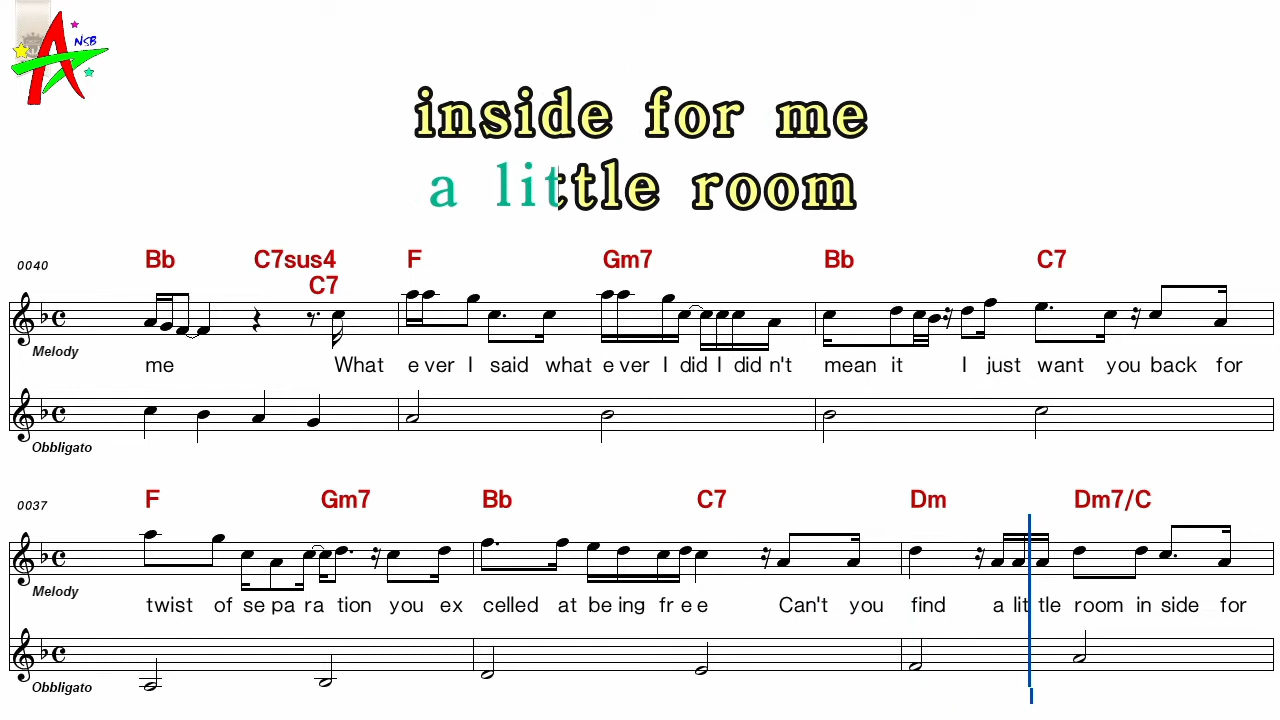 NSB
inside for me
a little room
0040 Bb C7sus4 F Gm7 Bb C7
C7
Melody
me What e ver I said what e ver I did I did n't mean it I just want you back for
Obbligato
0037 F Gm7 Bb C7 Dm Dm7/C
Melody
twist of se pa ra tion you ex celled at be ing fr e e Can't you find a lit tle room in side for
Obbligato